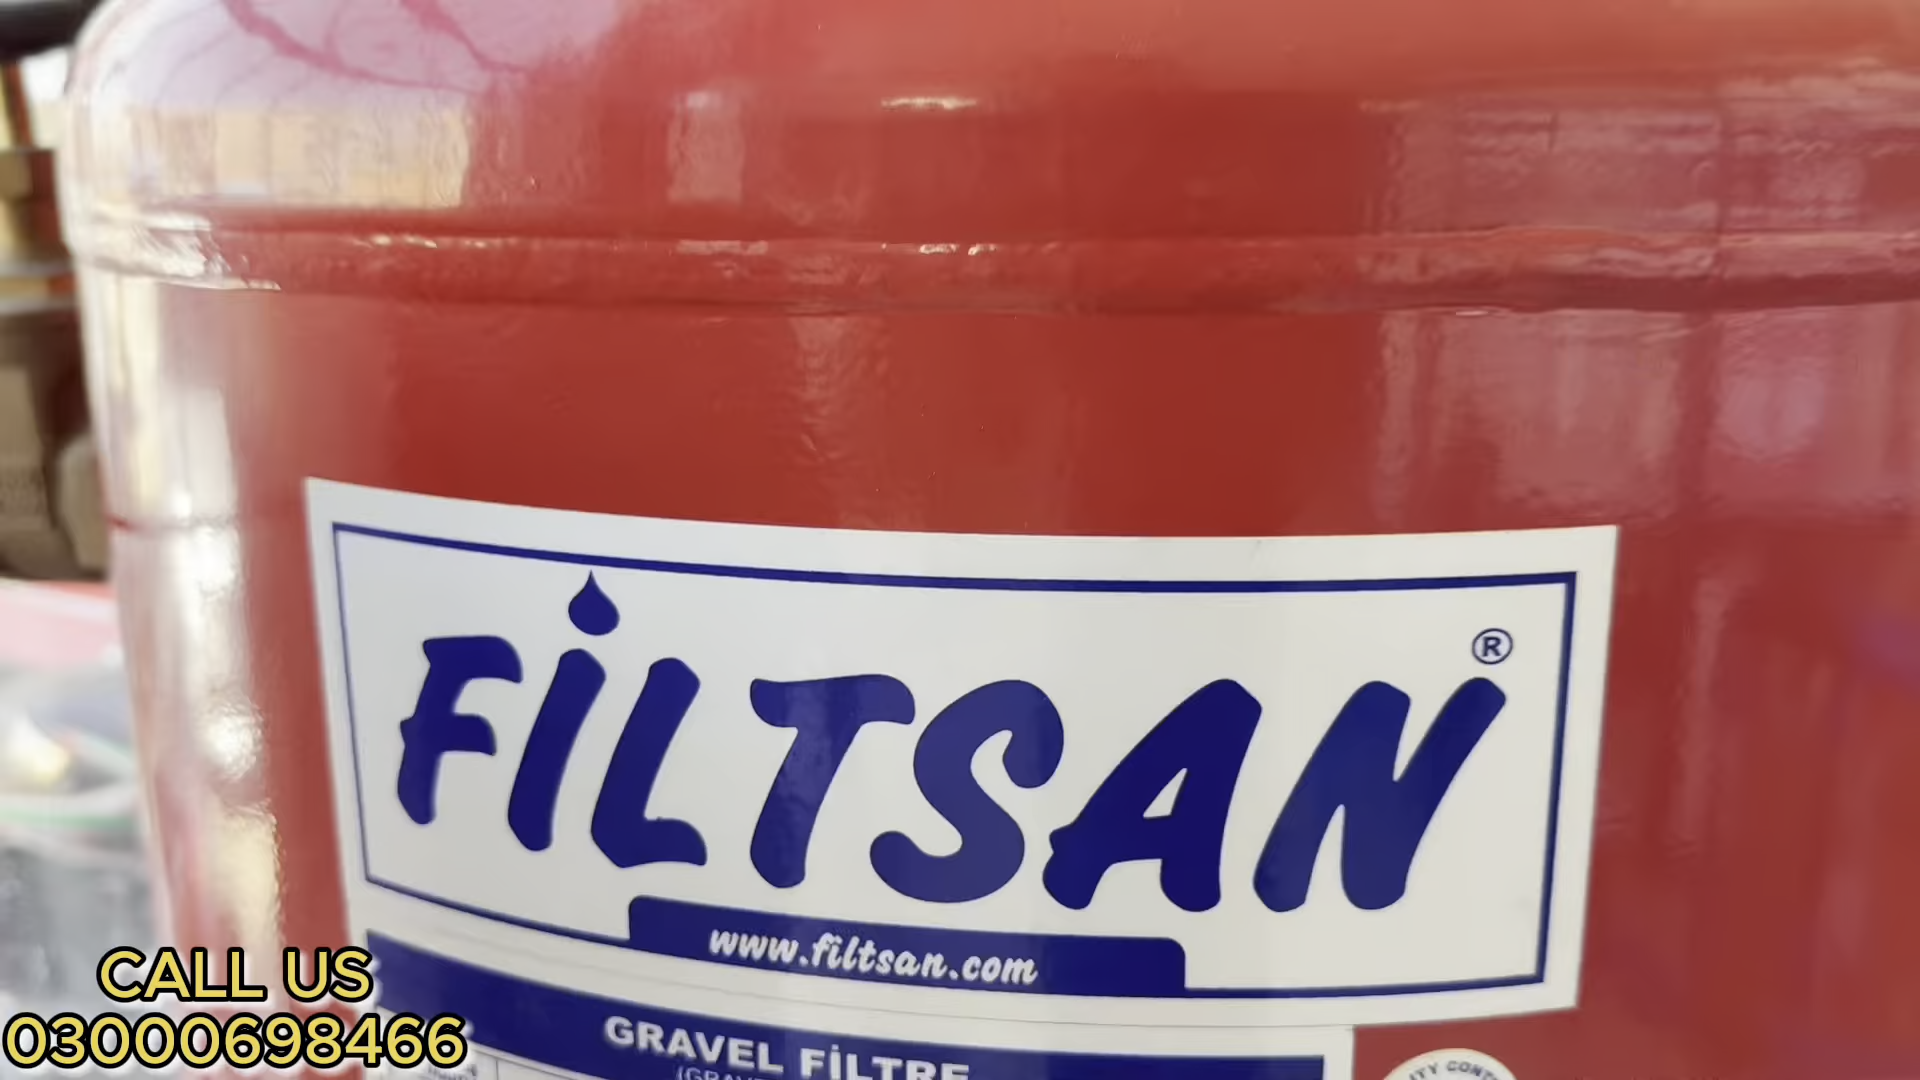 FİLTSAN ®
www.filtsan.com
GRAVEL FİLTRE
CALL US
03000698466